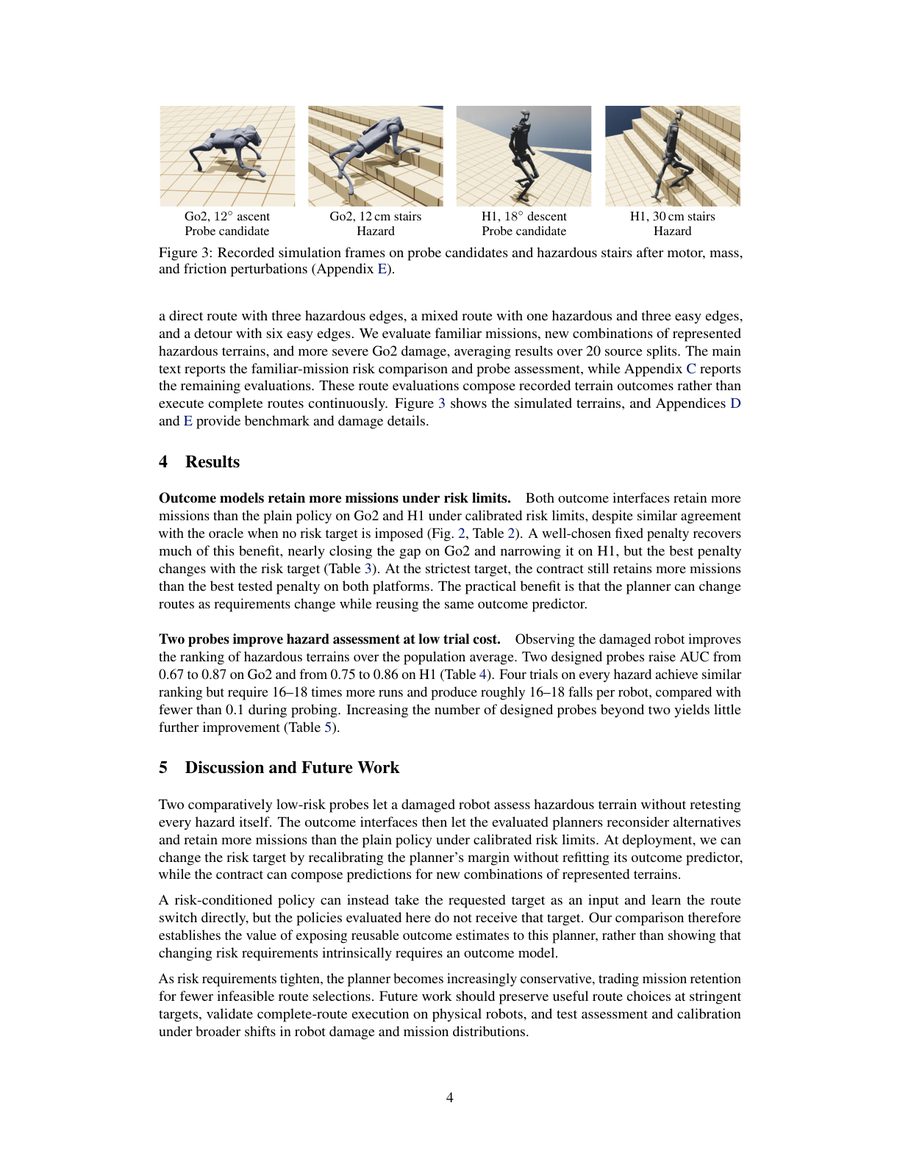 Go2, 12° ascent
Probe candidate
Go2, 12 cm stairs
Hazard
H1, 18° descent
Probe candidate
H1, 30 cm stairs
Hazard
Figure 3: Recorded simulation frames on probe candidates and hazardous stairs after motor, mass,
and friction perturbations (Appendix E).
a direct route with three hazardous edges, a mixed route with one hazardous and three easy edges,
and a detour with six easy edges. We evaluate familiar missions, new combinations of represented
hazardous terrains, and more severe Go2 damage, averaging results over 20 source splits. The main
text reports the familiar-mission risk comparison and probe assessment, while Appendix C reports
the remaining evaluations. These route evaluations compose recorded terrain outcomes rather than
execute complete routes continuously. Figure 3 shows the simulated terrains, and Appendices D
and E provide benchmark and damage details.
4 Results
Outcome models retain more missions under risk limits. Both outcome interfaces retain more
missions than the plain policy on Go2 and H1 under calibrated risk limits, despite similar agreement
with the oracle when no risk target is imposed (Fig. 2, Table 2). A well-chosen fixed penalty recovers
much of this benefit, nearly closing the gap on Go2 and narrowing it on H1, but the best penalty
changes with the risk target (Table 3). At the strictest target, the contract still retains more missions
than the best tested penalty on both platforms. The practical benefit is that the planner can change
routes as requirements change while reusing the same outcome predictor.
Two probes improve hazard assessment at low trial cost. Observing the damaged robot improves
the ranking of hazardous terrains over the population average. Two designed probes raise AUC from
0.67 to 0.87 on Go2 and from 0.75 to 0.86 on H1 (Table 4). Four trials on every hazard achieve similar
ranking but require 16–18 times more runs and produce roughly 16–18 falls per robot, compared with
fewer than 0.1 during probing. Increasing the number of designed probes beyond two yields little
further improvement (Table 5).
5 Discussion and Future Work
Two comparatively low-risk probes let a damaged robot assess hazardous terrain without retesting
every hazard itself. The outcome interfaces then let the evaluated planners reconsider alternatives
and retain more missions than the plain policy under calibrated risk limits. At deployment, we can
change the risk target by recalibrating the planner's margin without refitting its outcome predictor,
while the contract can compose predictions for new combinations of represented terrains.
A risk-conditioned policy can instead take the requested target as an input and learn the route
switch directly, but the policies evaluated here do not receive that target. Our comparison therefore
establishes the value of exposing reusable outcome estimates to this planner, rather than showing that
changing risk requirements intrinsically requires an outcome model.
As risk requirements tighten, the planner becomes increasingly conservative, trading mission retention
for fewer infeasible route selections. Future work should preserve useful route choices at stringent
targets, validate complete-route execution on physical robots, and test assessment and calibration
under broader shifts in robot damage and mission distributions.
4